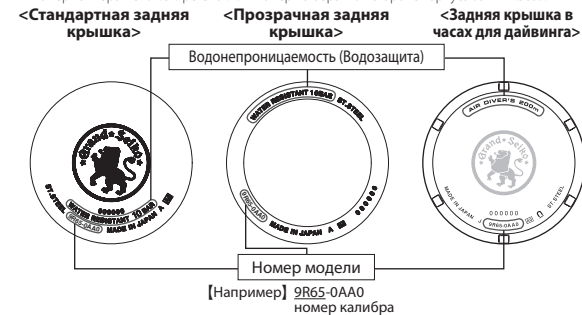 <Стандартная задняя крышка>
<Прозрачная задняя крышка>
<Задняя крышка в часах для дайвинга>
Водонепроницаемость (Водозащита)
Grand Seiko
ST.STEEL
WATER RESISTANT 10 BAR
000000
9R65-0AA0
MADE IN JAPAN A
WATER RESISTANT 10BAR ST.STEEL
9R65-0AA0
MADE IN JAPAN A
000000
AIR DIVER'S 200m
Grand Seiko
MADE IN JAPAN J
000000
9R65-0AA0
ST.STEEL
Номер модели
【Например】 9R65-0AA0
номер калибра